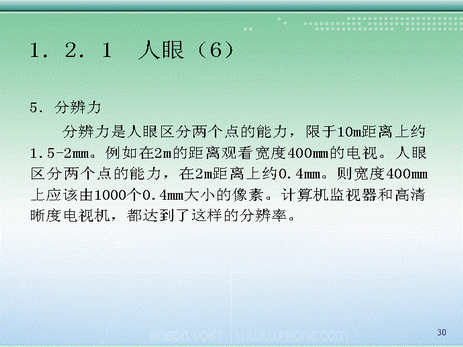 1．2．1　人眼（6）
5．分辨力
分辨力是人眼区分两个点的能力，限于10m距离上约
1.5-2mm。例如在2m的距离观看宽度400mm的电视。人眼
区分两个点的能力，在2m距离上约0.4mm。则宽度400mm
上应该由1000个0.4mm大小的像素。计算机监视器和高清
晰度电视机，都达到了这样的分辨率。
30